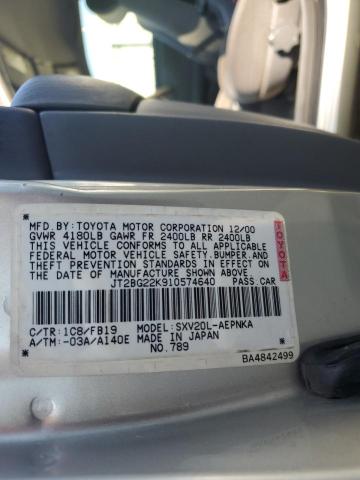 MFD.BY:TOYOTA MOTOR CORPORATION 12/00
GVWR 4180LB GAWR FR 2400LB RR 2400LB
THIS VEHICLE CONFORMS TO ALL APPLICABLE
FEDERAL MOTOR VEHICLE SAFETY,BUMPER,AND
THEFT PREVENTION STANDARDS IN EFFECT ON
THE DATE OF MANUFACTURE SHOWN ABOVE.
JT2BG22K910574640 PASS.CAR
TOYOTA
C/TR:1C8/FB19 MODEL:SXV20L-AEPNKA
A/TM:-03A/A140E MADE IN JAPAN
NO.789
BA4842499